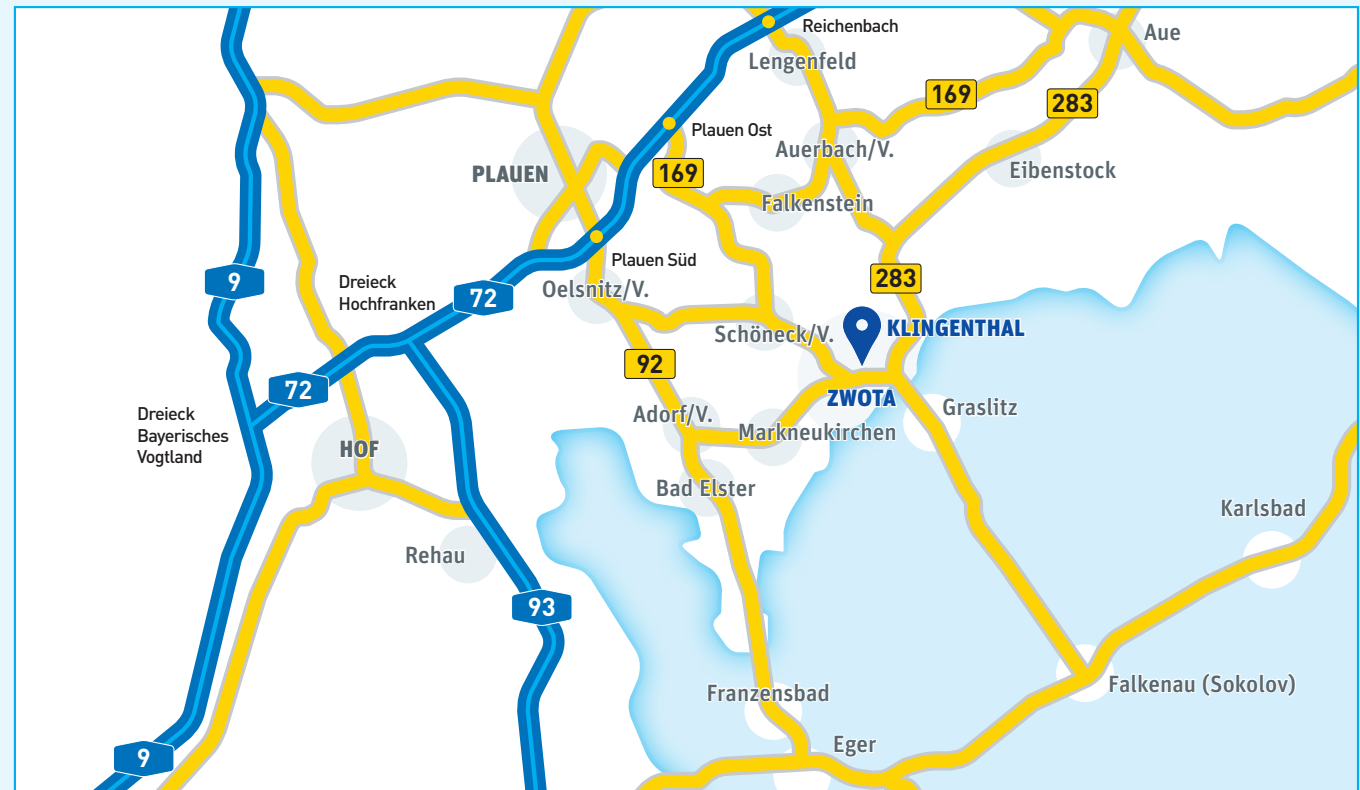 Reichenbach
Aue
Lengenfeld
169
283
Plauen Ost
Auerbach/V.
PLAUEN
169
Eibenstock
Falkenstein
Plauen Süd
9
Dreieck
Hochfranken
72
Oelsnitz/V.
283
Schöneck/V.
KLINGENTHAL
92
72
ZWOTA
Dreieck
Bayerisches
Vogtland
Adorf/V.
Graslitz
Markneukirchen
HOF
Bad Elster
Karlsbad
Rehau
93
Franzensbad
Falkenau (Sokolov)
Eger
9